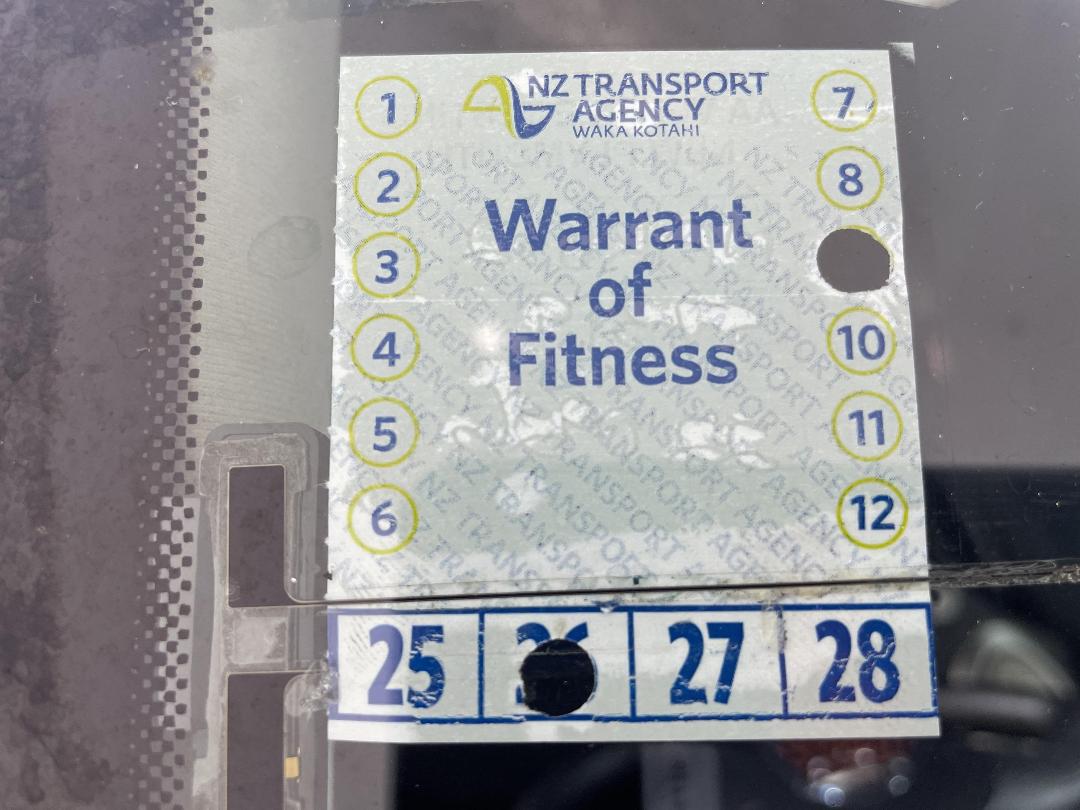 NZ TRANSPORT
AGENCY
WAKA KOTAHI
Warrant
of
Fitness
1
2
3
4
5
6
7
8
10
11
12
25
27
28